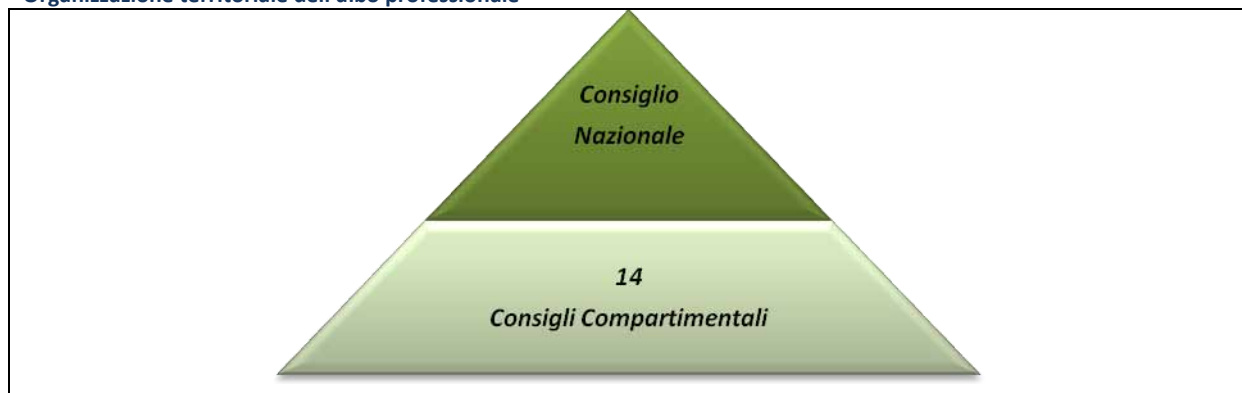 Organizzazione territoriale dell'albo professionale
Consiglio
Nazionale
14
Consigli Compartimentali